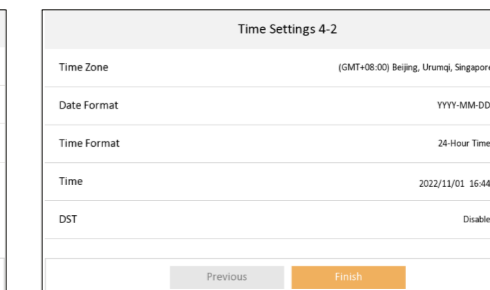 Time Settings 4-2
Time Zone (GMT+08:00) Beijing, Urumqi, Singapore
Date Format YYYY-MM-DD
Time Format 24-Hour Time
Time 2022/11/01 16:44
DST Disable
Previous Finish